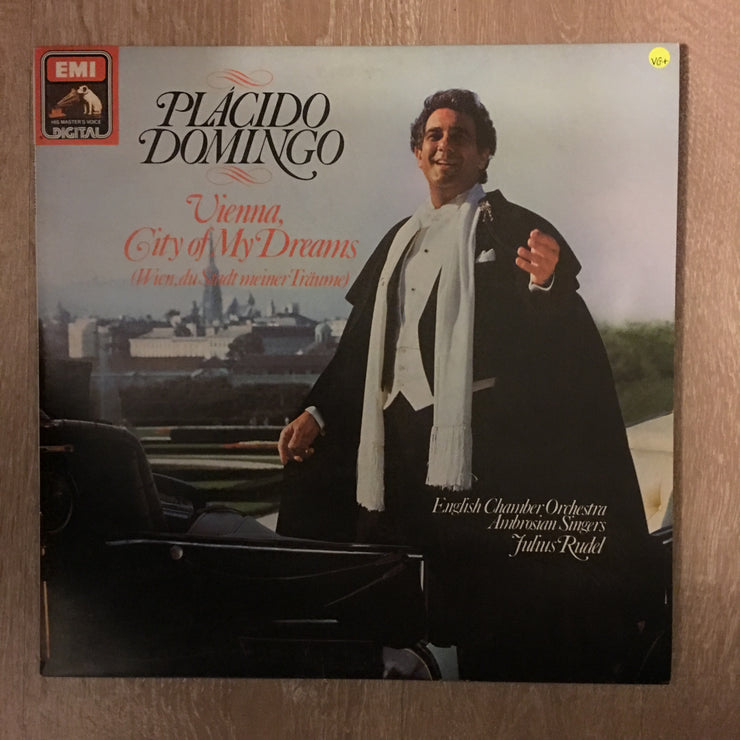 EMI
HIS MASTER'S VOICE
DIGITAL
VG+
PLÁCIDO
DOMINGO
Vienna,
City of My Dreams
(Wien, du Stadt meiner Träume)
English Chamber Orchestra
Ambrosian Singers
Julius Rudel